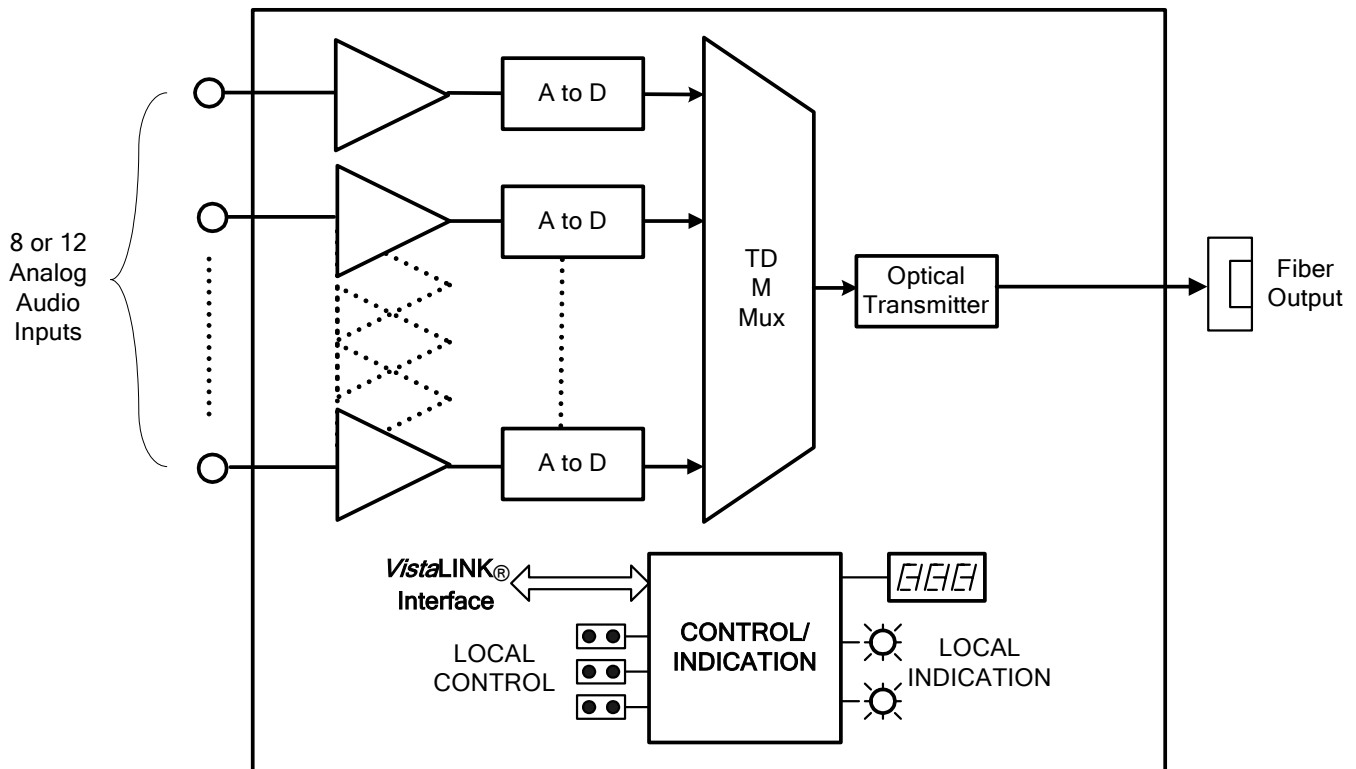 A to D
A to D
8 or 12
Analog
Audio
Inputs
TD
M
Mux
Optical
Transmitter
Fiber
Output
A to D
VistaLINK®
Interface
LOCAL
CONTROL
CONTROL/
INDICATION
LOCAL
INDICATION